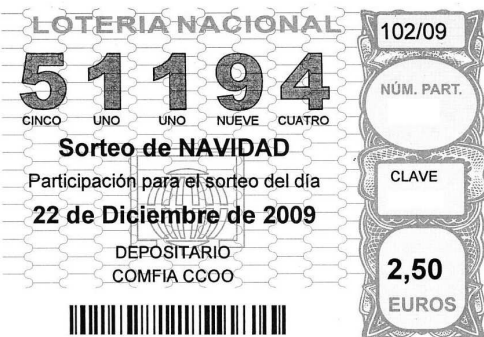 LOTERIA NACIONAL
51194
CINCO UNO UNO NUEVE CUATRO
Sorteo de NAVIDAD
Participación para el sorteo del día
22 de Diciembre de 2009
DEPOSITARIO
COMFIA CCOO
102/09
NÚM. PART.
CLAVE
2,50
EUROS